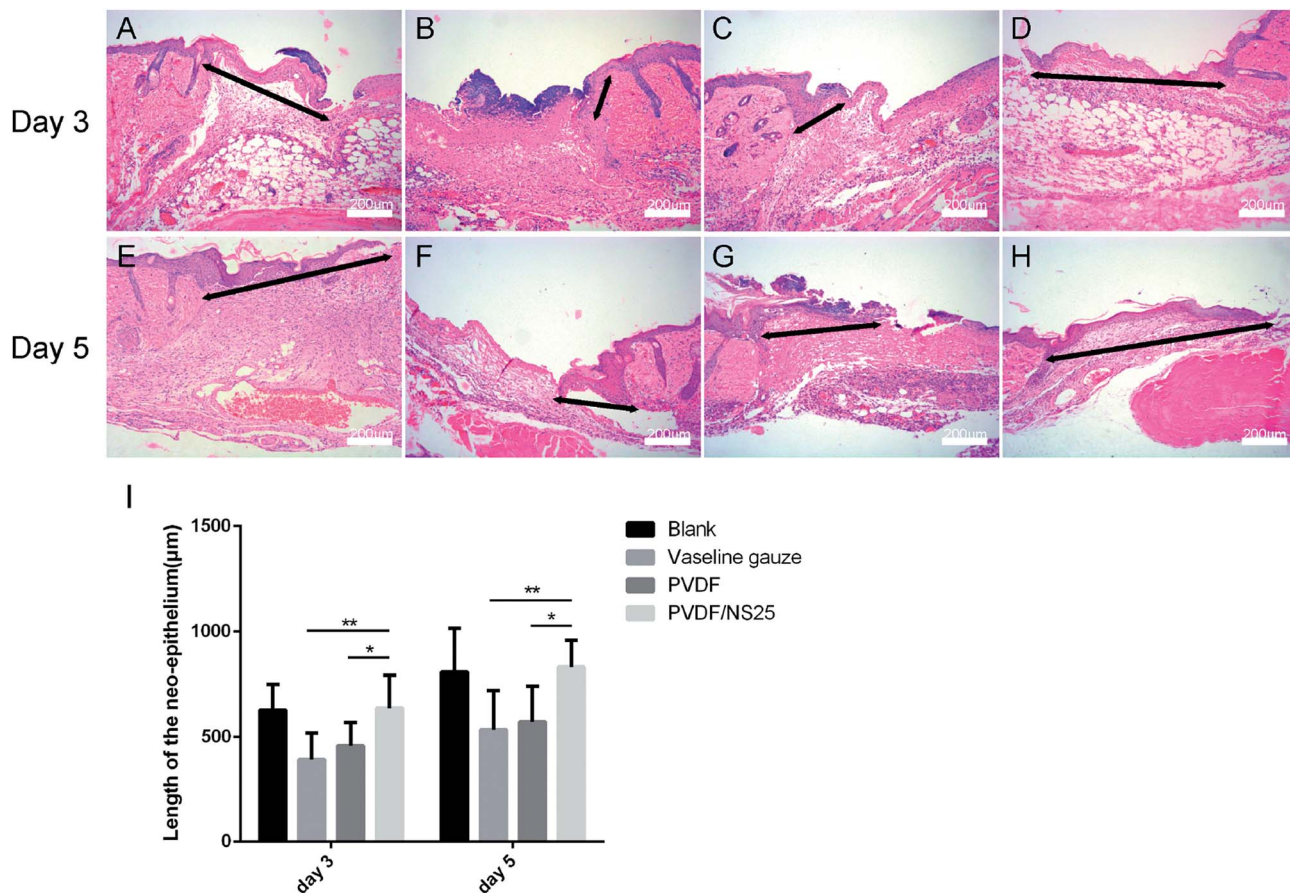 A
B
C
D
Day 3
200μm
200μm
200μm
200μm
E
F
G
H
Day 5
200μm
200μm
200μm
200μm
I
Length of the neo-epithelium(μm)
1500
1000
500
0
**
*
**
*
day 3
day 5
Blank
Vaseline gauze
PVDF
PVDF/NS25